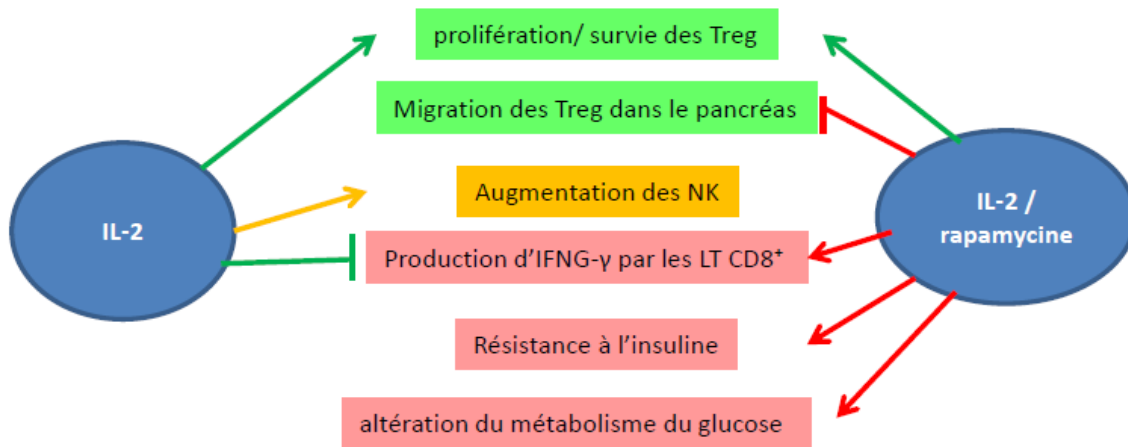 prolifération/ survie des Treg
Migration des Treg dans le pancréas
Augmentation des NK
IL-2
IL-2 /
rapamycine
Production d’IFNG-γ par les LT CD8⁺
Résistance à l’insuline
altération du métabolisme du glucose